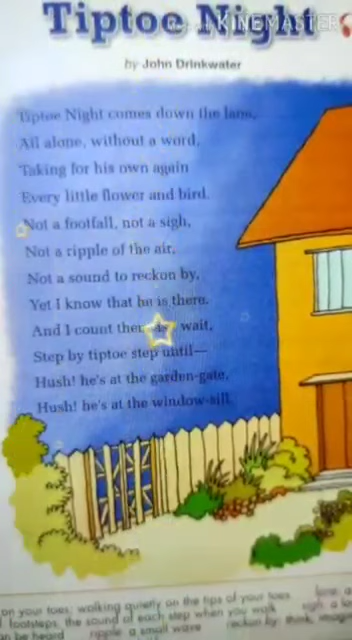 KINEMASTER
Tiptoe Night
by John Drinkwater
Tiptoe Night comes down the lane,
All alone, without a word,
Taking for his own again
Every little flower and bird.
Not a footfall, not a sigh,
Not a ripple of the air,
Not a sound to reckon by,
Yet I know that he is there.
And I count them as I wait,
Step by tiptoe step until—
Hush! he's at the garden-gate,
Hush! he's at the window-sill.
on your toes; walking quietly on the tips of your toes
footsteps, the sound of each step when you walk
be heard ripple a small wave reckon by: think,